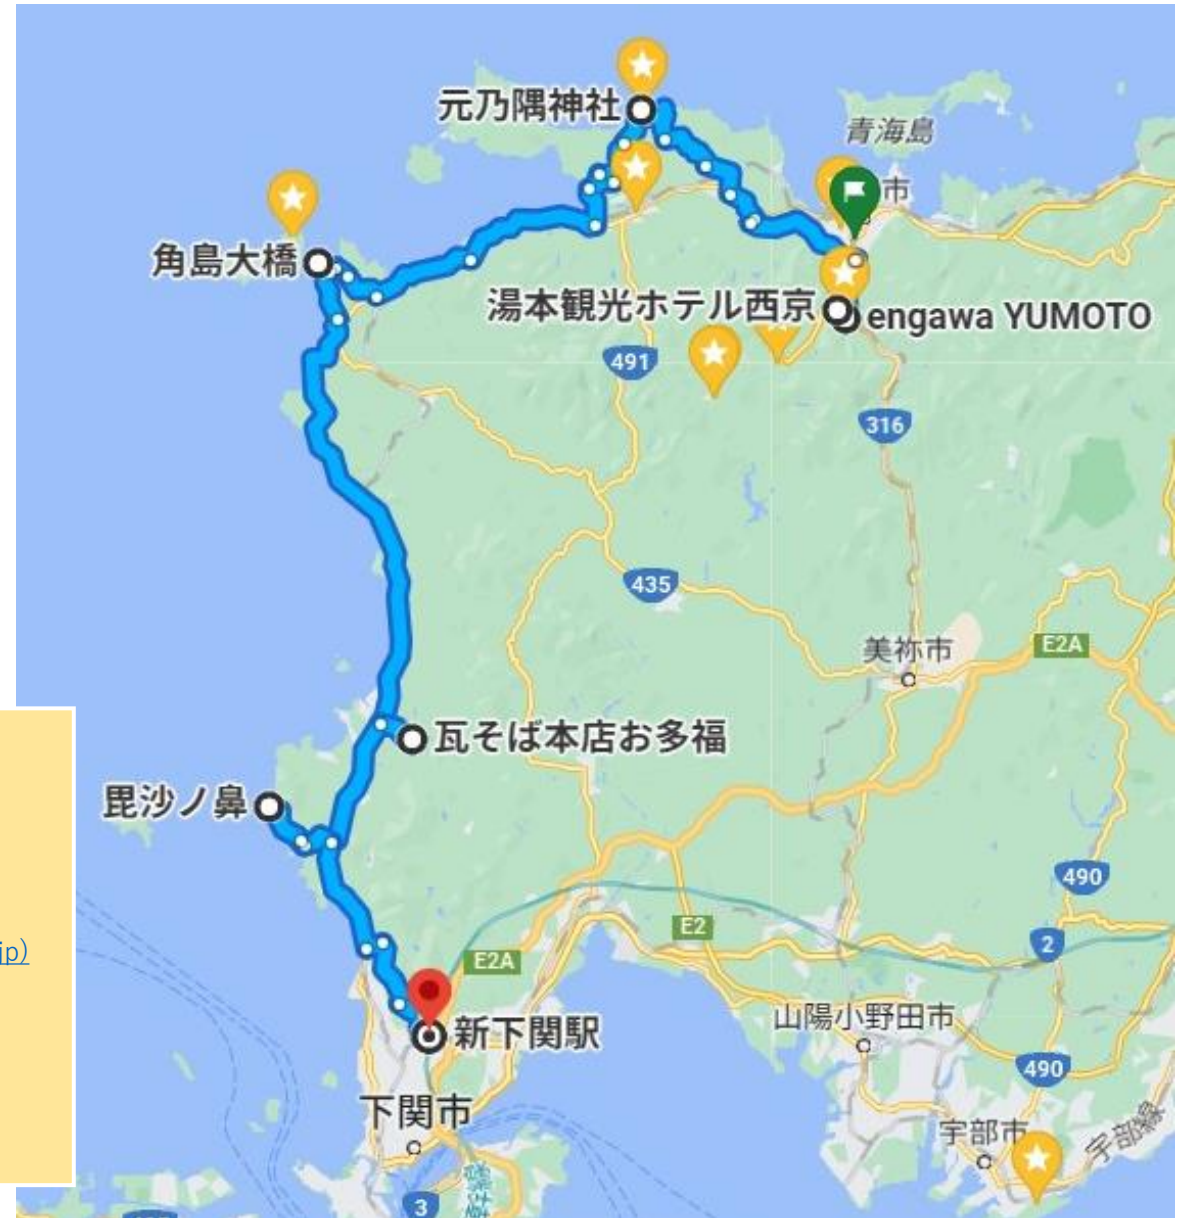 元乃隅神社
青海島
市
角島大橋
湯本観光ホテル西京
engawa YUMOTO
491
316
435
美祢市
E2A
瓦そば本店お多福
毘沙ノ鼻
490
jp)
E2
2
E2A
山陽小野田市
新下関駅
490
下関市
宇部市
宇部線
3